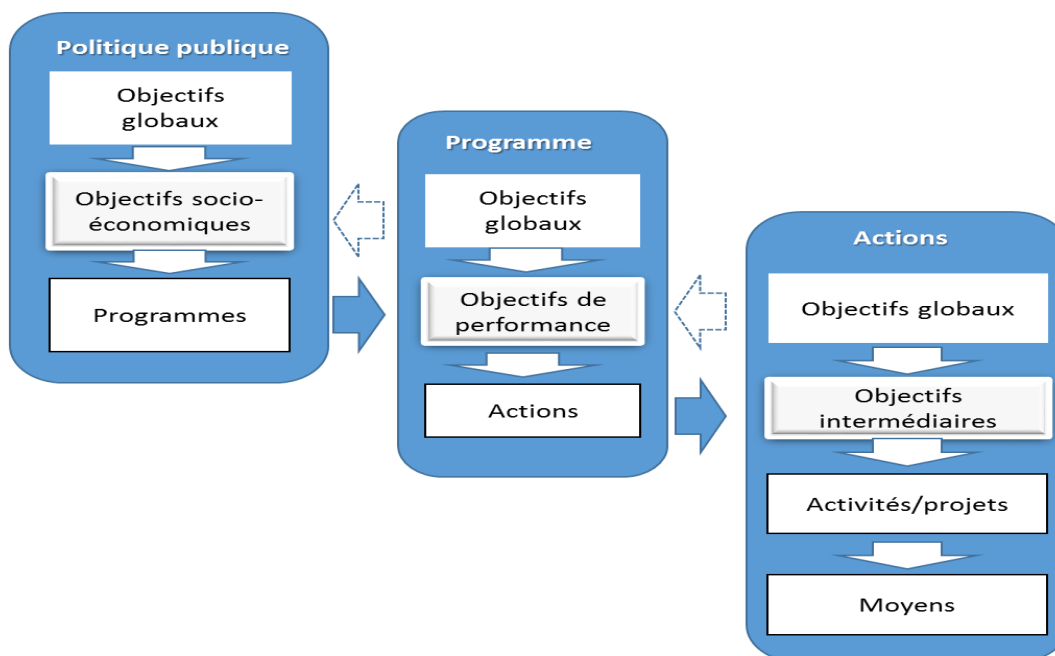 Politique publique
Objectifs
globaux
Objectifs socio-
économiques
Programmes
Programme
Objectifs
globaux
Objectifs de
performance
Actions
Actions
Objectifs globaux
Objectifs
intermédiaires
Activités/projets
Moyens